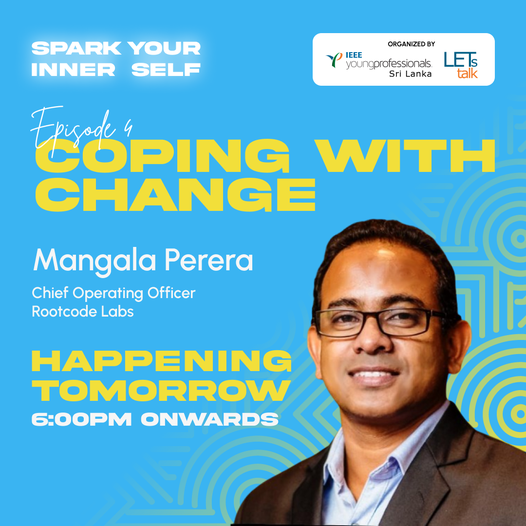 SPARK YOUR
INNER SELF
ORGANIZED BY
IEEE
youngprofessionals
Sri Lanka
LETs
talk
Episode 4
COPING WITH
CHANGE
Mangala Perera
Chief Operating Officer
Rootcode Labs
HAPPENING
TOMORROW
6:00PM ONWARDS